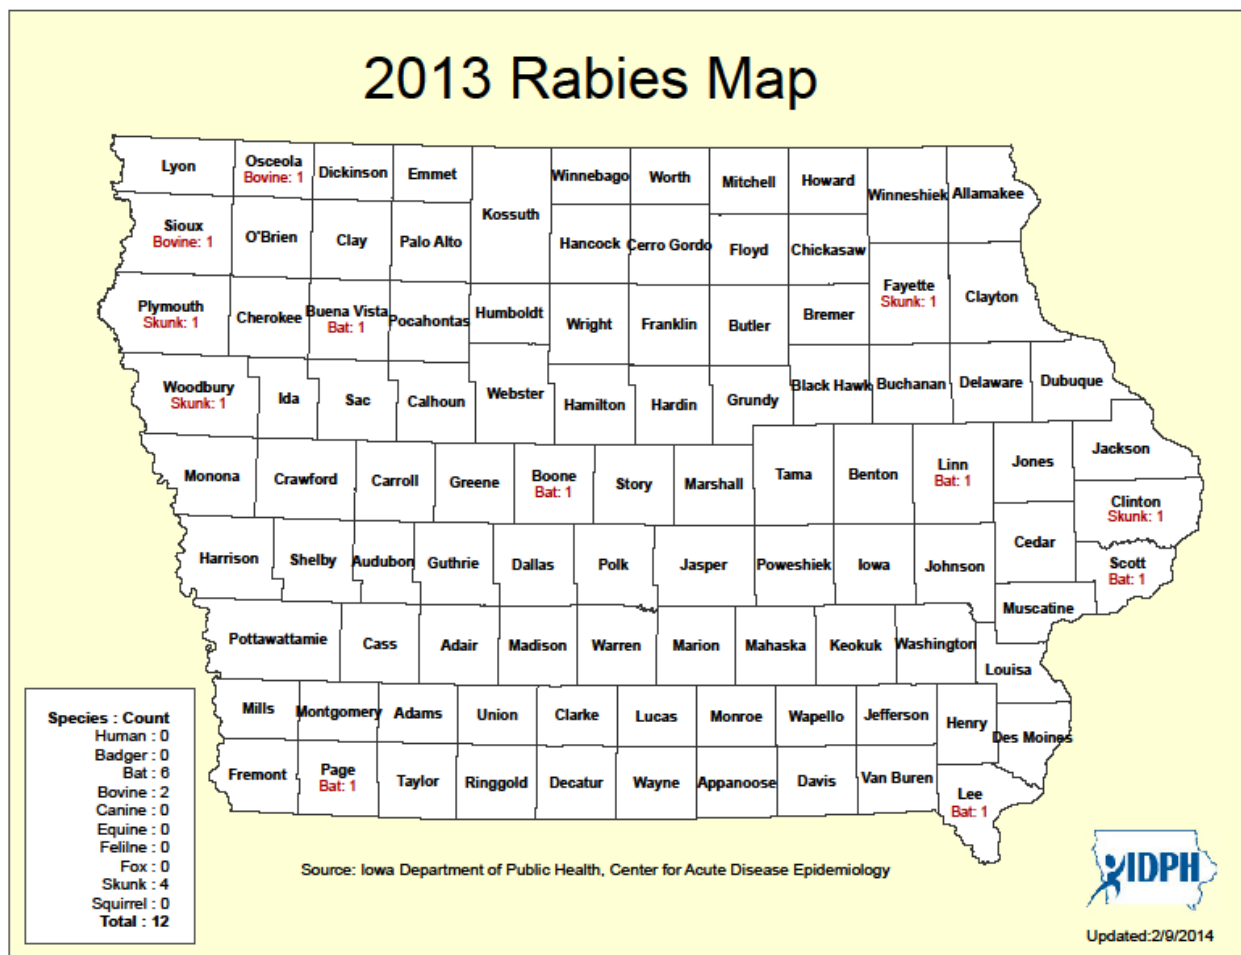 2013 Rabies Map
Lyon
Osceola
Bovine: 1
Dickinson
Emmet
Kossuth
Winnebago
Worth
Mitchell
Howard
Winneshiek
Allamakee
Sioux
Bovine: 1
O'Brien
Clay
Palo Alto
Hancock
Cerro Gordo
Floyd
Chickasaw
Fayette
Skunk: 1
Clayton
Plymouth
Skunk: 1
Cherokee
Buena Vista
Bat: 1
Pocahontas
Humboldt
Wright
Franklin
Butler
Bremer
Woodbury
Skunk: 1
Ida
Sac
Calhoun
Webster
Hamilton
Hardin
Grundy
Black Hawk
Buchanan
Delaware
Dubuque
Monona
Crawford
Carroll
Greene
Boone
Bat: 1
Story
Marshall
Tama
Benton
Linn
Bat: 1
Jones
Jackson
Clinton
Skunk: 1
Harrison
Shelby
Audubon
Guthrie
Dallas
Polk
Jasper
Poweshiek
Iowa
Johnson
Cedar
Scott
Bat: 1
Muscatine
Pottawattamie
Cass
Adair
Madison
Warren
Marion
Mahaska
Keokuk
Washington
Louisa
Mills
Montgomery
Adams
Union
Clarke
Lucas
Monroe
Wapello
Jefferson
Henry
Des Moines
Fremont
Page
Bat: 1
Taylor
Ringgold
Decatur
Wayne
Appanoose
Davis
Van Buren
Lee
Bat: 1
Species : Count
Human : 0
Badger : 0
Bat : 6
Bovine : 2
Canine : 0
Equine : 0
Felilne : 0
Fox : 0
Skunk : 4
Squirrel : 0
Total : 12
Source: Iowa Department of Public Health, Center for Acute Disease Epidemiology
IDPH
Updated:2/9/2014